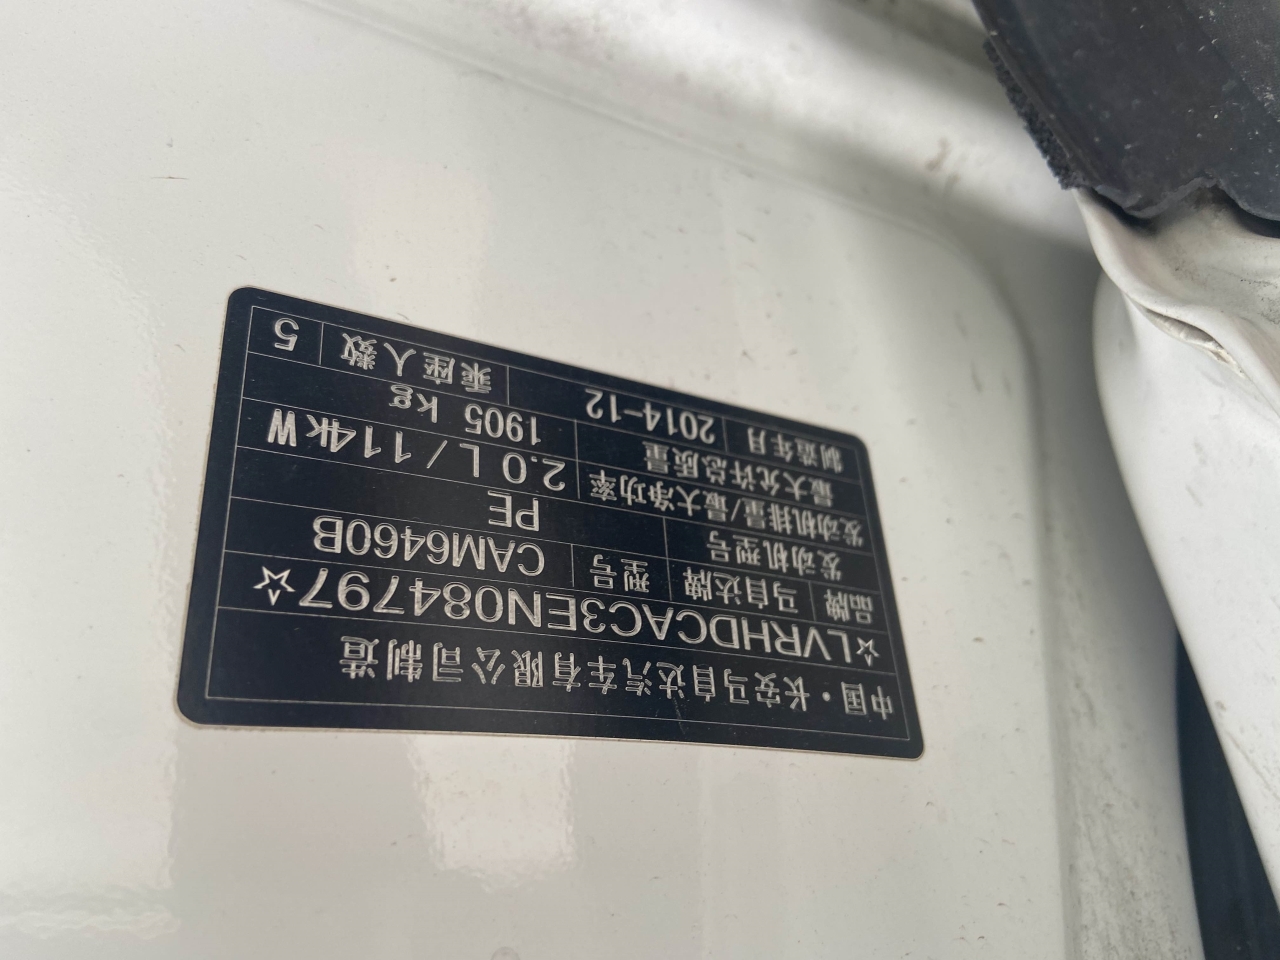 中国·长安马自达汽车有限公司制造
☆LVRHDCAC3EN084797☆
品牌 马自达牌 型号 CAM6460B
发动机型号 PE
发动机排量/最大净功率 2.0 L / 114kW
最大允许总质量 1905 kg
制造年月 2014-12 乘座人数 5